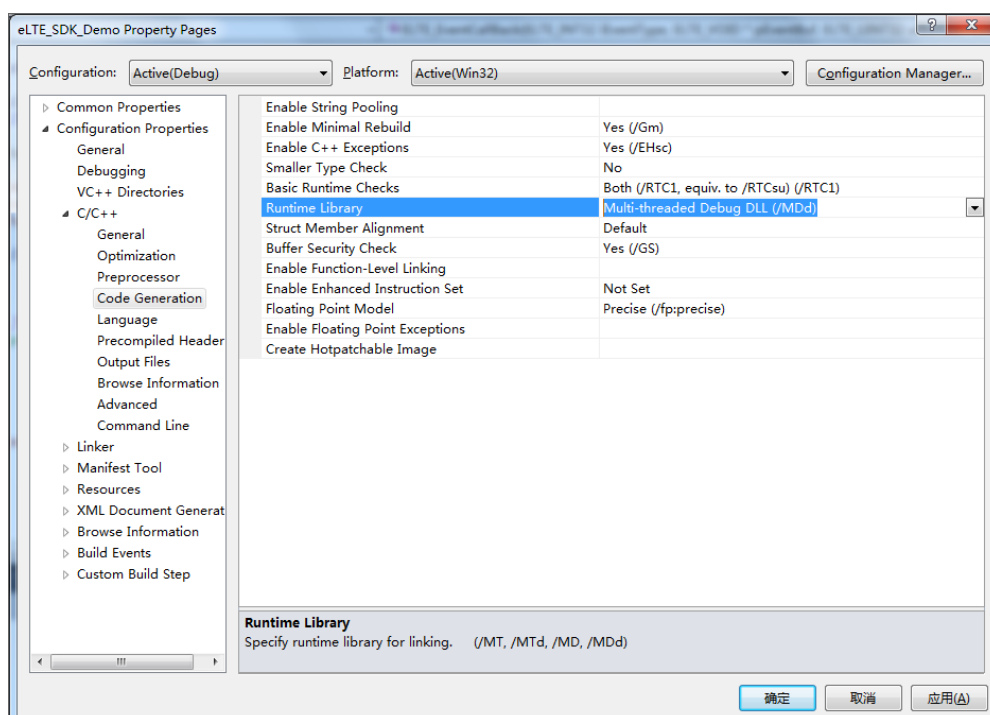 eLTE_SDK_Demo Property Pages
Configuration: Active(Debug) Platform: Active(Win32) Configuration Manager...
Common Properties
Configuration Properties
General
Debugging
VC++ Directories
C/C++
General
Optimization
Preprocessor
Code Generation
Language
Precompiled Header
Output Files
Browse Information
Advanced
Command Line
Linker
Manifest Tool
Resources
XML Document Generat
Browse Information
Build Events
Custom Build Step
Enable String Pooling
Enable Minimal Rebuild Yes (/Gm)
Enable C++ Exceptions Yes (/EHsc)
Smaller Type Check No
Basic Runtime Checks Both (/RTC1, equiv. to /RTCsu) (/RTC1)
Runtime Library Multi-threaded Debug DLL (/MDd)
Struct Member Alignment Default
Buffer Security Check Yes (/GS)
Enable Function-Level Linking
Enable Enhanced Instruction Set Not Set
Floating Point Model Precise (/fp:precise)
Enable Floating Point Exceptions
Create Hotpatchable Image
Runtime Library
Specify runtime library for linking. (/MT, /MTd, /MD, /MDd)
确定 取消 应用(A)